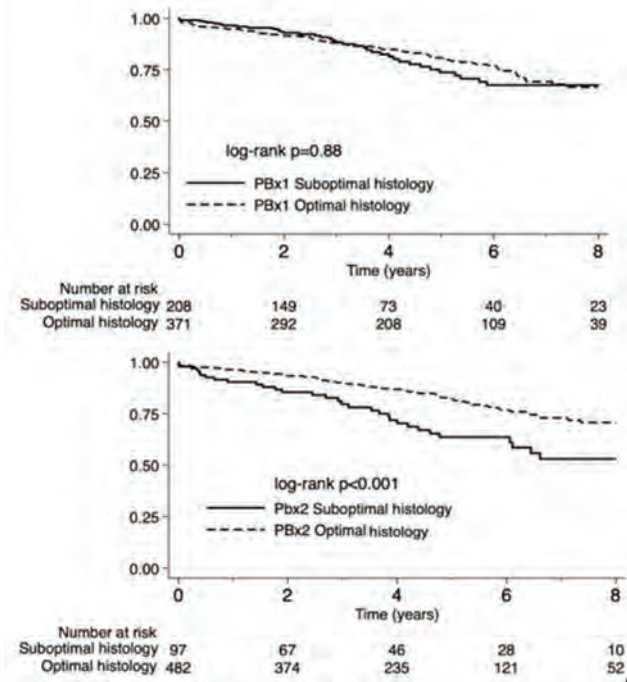 1.00
0.75
0.50
0.25
0.00
log-rank p=0.88
PBx1 Suboptimal histology
PBx1 Optimal histology
0 2 4 6 8
Time (years)
Number at risk
Suboptimal histology 208 149 73 40 23
Optimal histology 371 292 208 109 39
1.00
0.75
0.50
0.25
0.00
log-rank p<0.001
Pbx2 Suboptimal histology
PBx2 Optimal histology
0 2 4 6 8
Time (years)
Number at risk
Suboptimal histology 97 67 46 28 10
Optimal histology 482 374 235 121 52